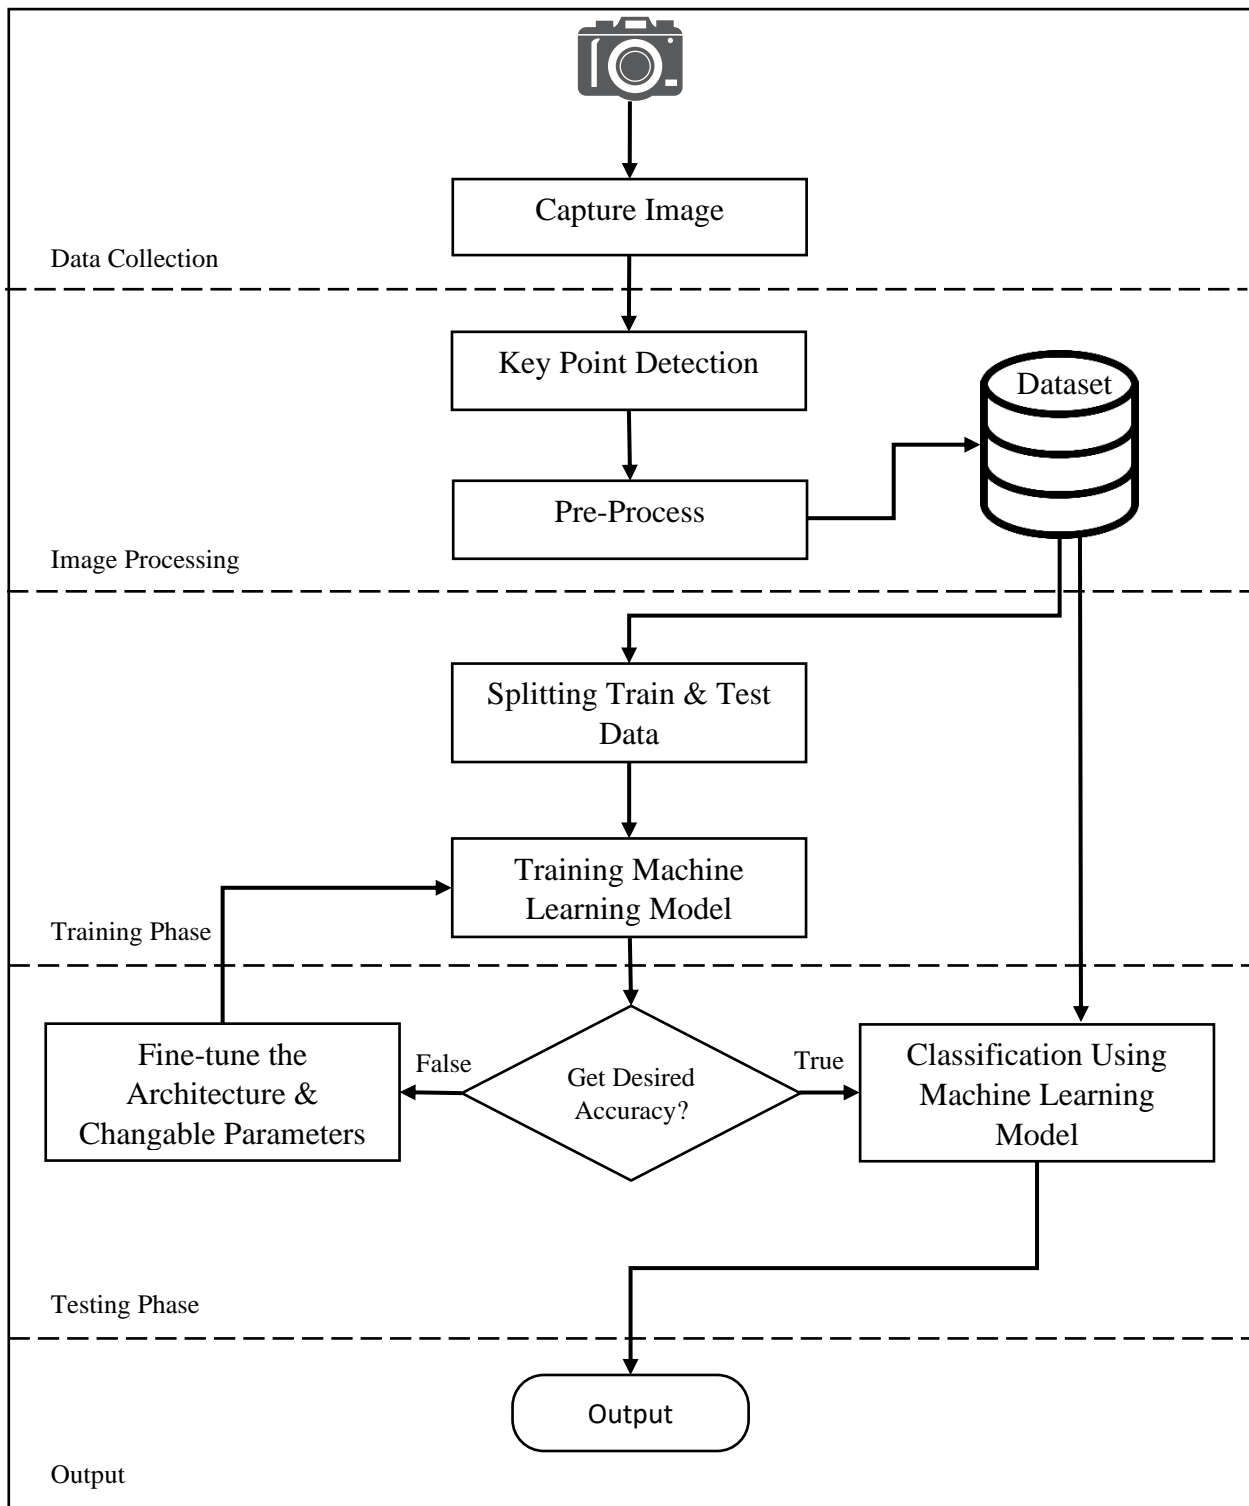 Capture Image
Data Collection
Key Point Detection
Dataset
Pre-Process
Image Processing
Splitting Train & Test
Data
Training Machine
Learning Model
Training Phase
Fine-tune the
Architecture &
Changable Parameters
False
Get Desired
Accuracy?
True
Classification Using
Machine Learning
Model
Testing Phase
Output
Output